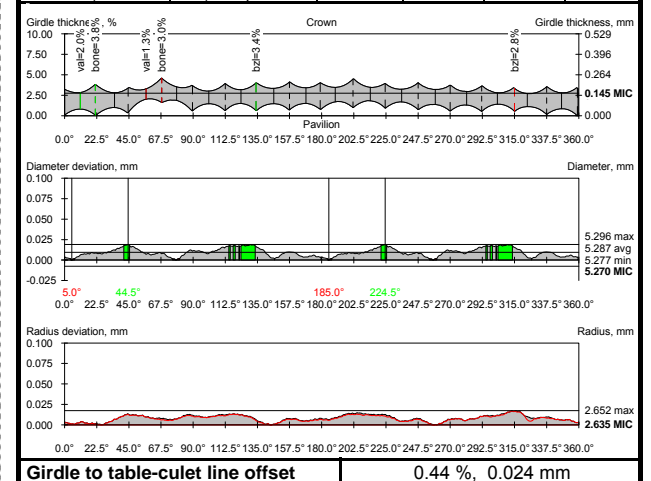 Girdle thickness, %
Crown
Girdle thickness, mm
10.00
7.50
5.00
2.50
0.000
val=2.0%
bone=3.8%
val=1.3%
bone=3.0%
bzl=3.4%
bzl=2.8%
0.529
0.396
0.264
0.145 MIC
0.000
Pavilion
0.0° 22.5° 45.0° 67.5° 90.0° 112.5° 135.0° 157.5° 180.0° 202.5° 225.0° 247.5° 270.0° 292.5° 315.0° 337.5° 360.0°
Diameter deviation, mm
Diameter, mm
0.100
0.075
0.050
0.025
0.000
-0.025
5.296 max
5.287 avg
5.277 min
5.270 MIC
5.0° 44.5° 185.0° 224.5°
0.0° 22.5° 45.0° 67.5° 90.0° 112.5° 135.0° 157.5° 180.0° 202.5° 225.0° 247.5° 270.0° 292.5° 315.0° 337.5° 360.0°
Radius deviation, mm
Radius, mm
0.100
0.075
0.050
0.025
0.000
2.652 max
2.635 MIC
0.0° 22.5° 45.0° 67.5° 90.0° 112.5° 135.0° 157.5° 180.0° 202.5° 225.0° 247.5° 270.0° 292.5° 315.0° 337.5° 360.0°
Girdle to table-culet line offset 0.44 %, 0.024 mm